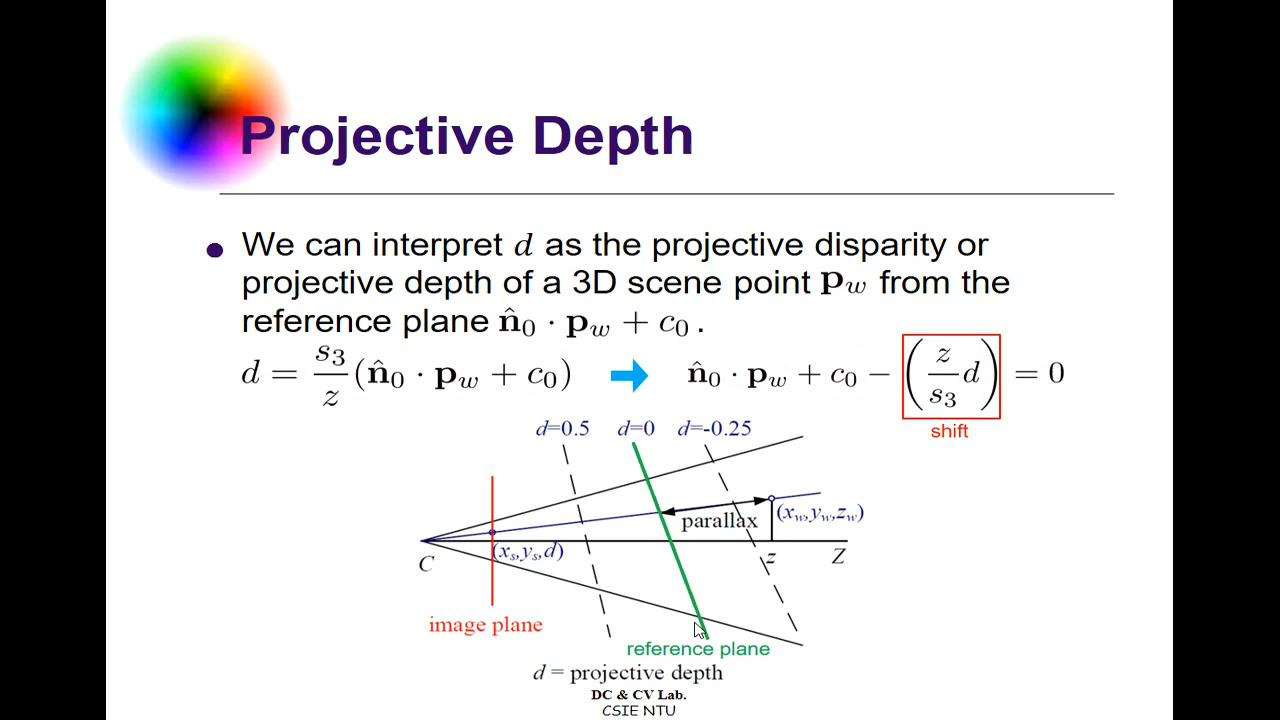 Projective Depth
We can interpret d as the projective disparity or
projective depth of a 3D scene point p_w from the
reference plane n̂₀ · p_w + c₀ .
d = s₃/z (n̂₀ · p_w + c₀) n̂₀ · p_w + c₀ − (z/s₃ d) = 0
shift
d=0.5 d=0 d=-0.25
parallax
(x_w,y_w,z_w)
(x_s,y_s,d)
C z Z
image plane
reference plane
d = projective depth
DC & CV Lab.
CSIE NTU